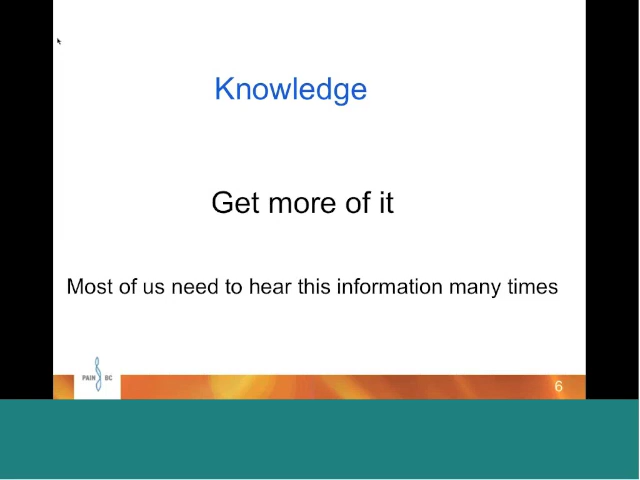 Knowledge
Get more of it
Most of us need to hear this information many times
PAIN BC
6